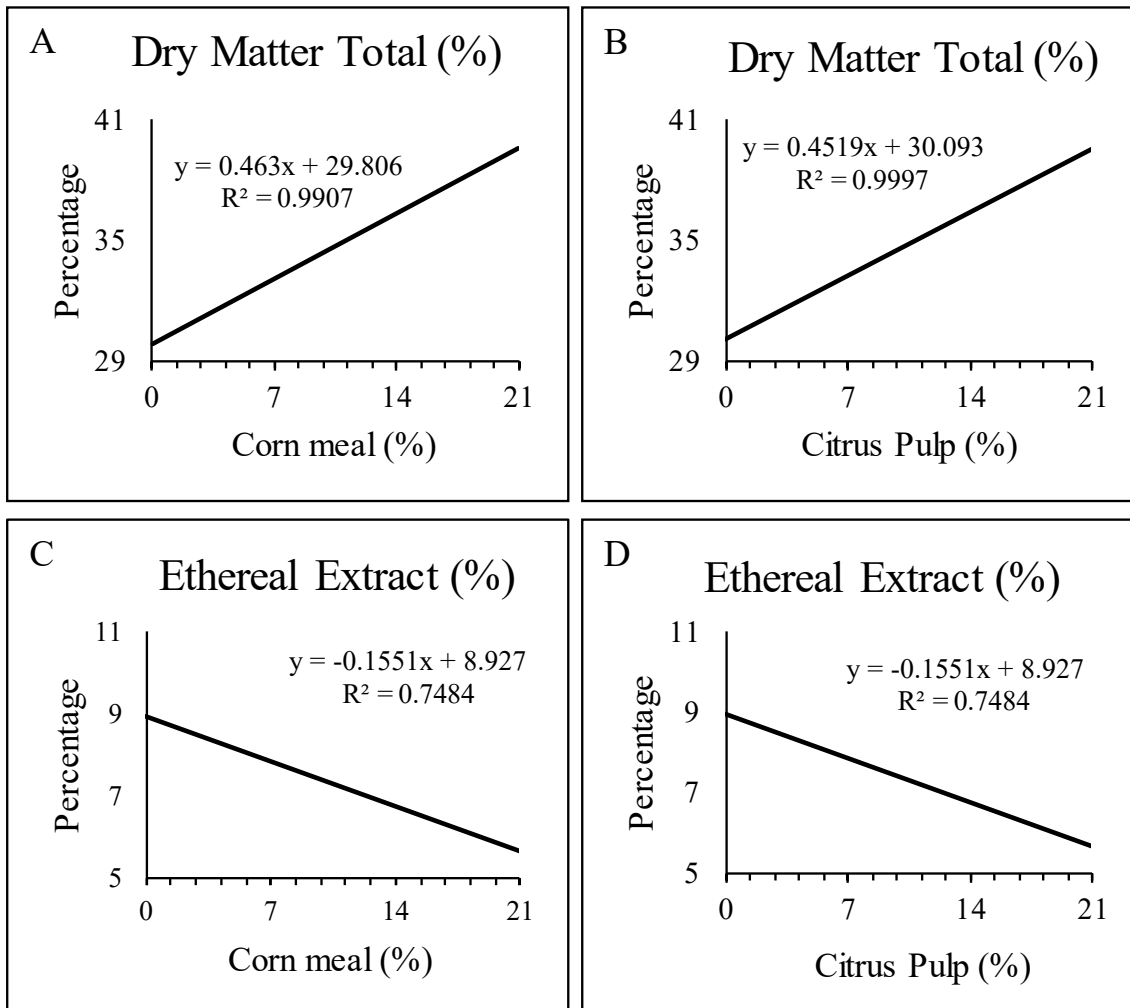 A
Dry Matter Total (%)
41
35
29
Percentage
y = 0.463x + 29.806
R² = 0.9907
0 7 14 21
Corn meal (%)
B
Dry Matter Total (%)
41
35
29
Percentage
y = 0.4519x + 30.093
R² = 0.9997
0 7 14 21
Citrus Pulp (%)
C
Ethereal Extract (%)
11
9
7
5
Percentage
y = -0.1551x + 8.927
R² = 0.7484
0 7 14 21
Corn meal (%)
D
Ethereal Extract (%)
11
9
7
5
Percentage
y = -0.1551x + 8.927
R² = 0.7484
0 7 14 21
Citrus Pulp (%)